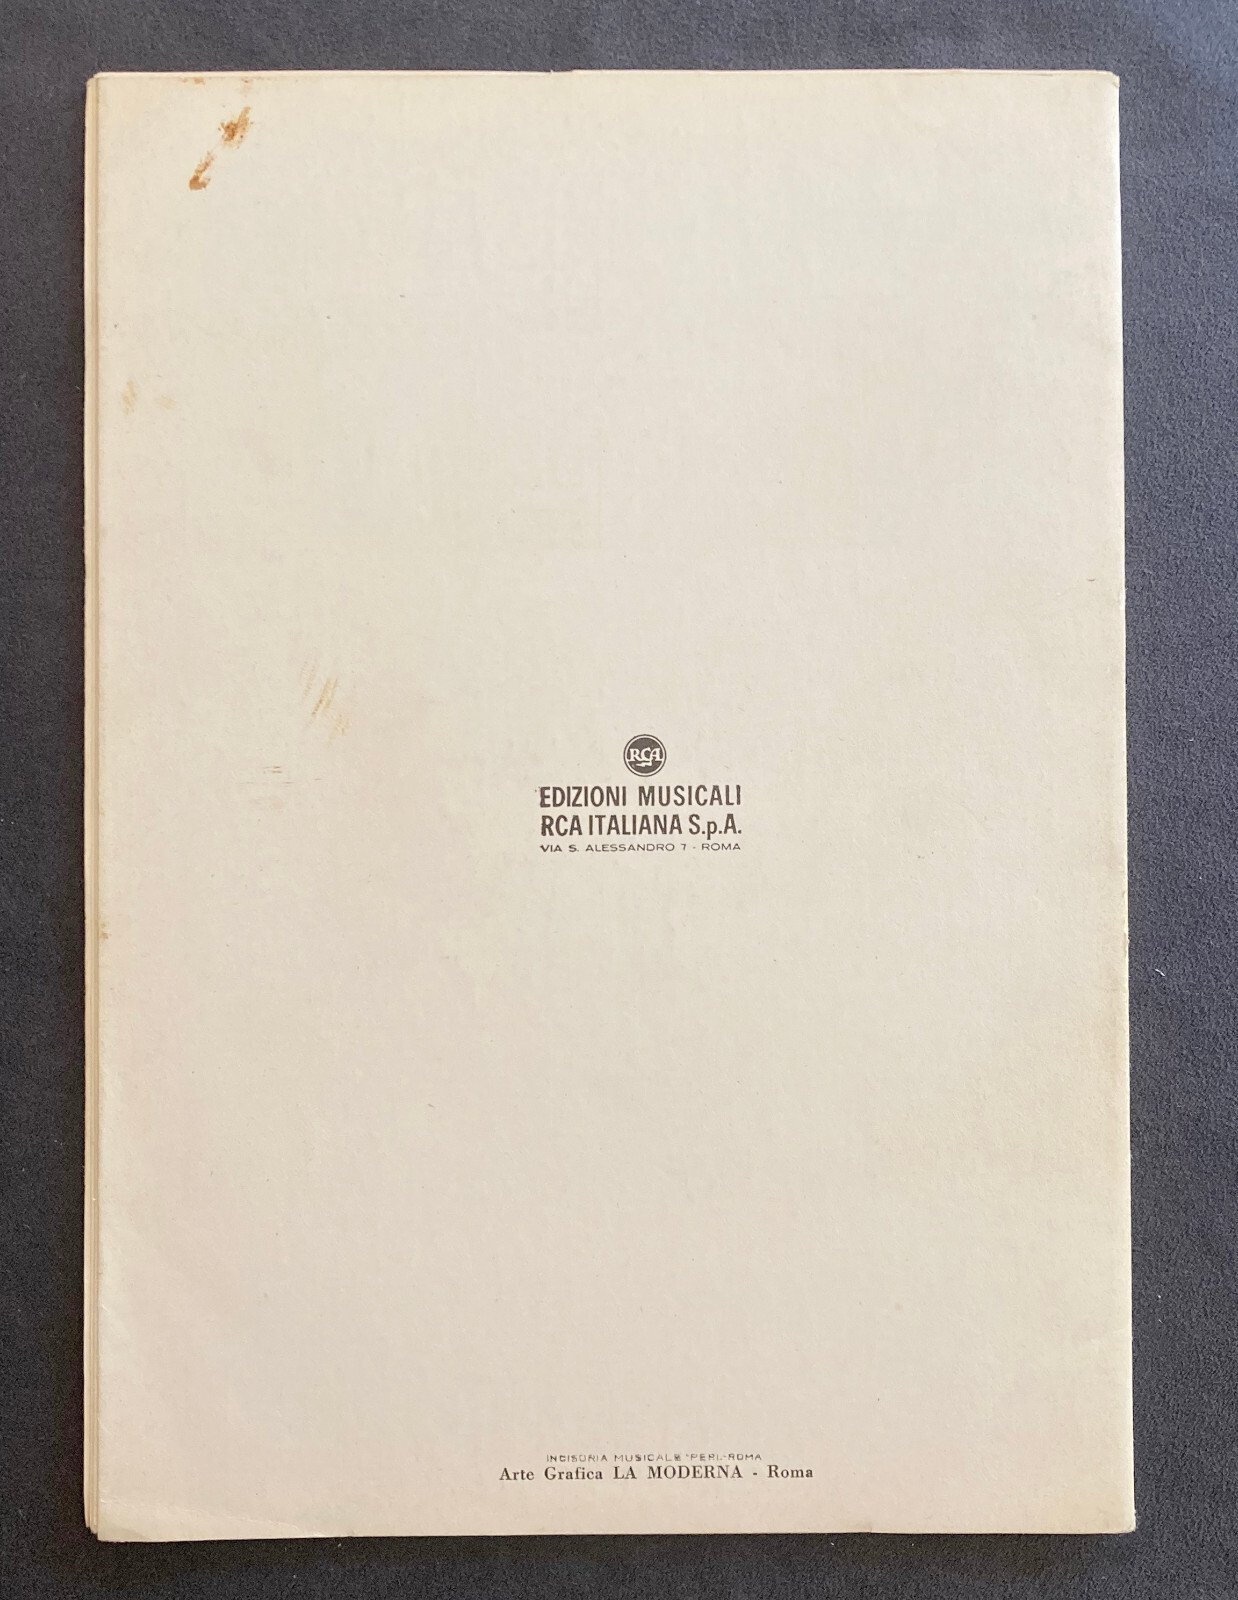 RCA
EDIZIONI MUSICALI
RCA ITALIANA S.p.A.
VIA S. ALESSANDRO 7 - ROMA
INCISORIA MUSICALE "PERI"-ROMA
Arte Grafica LA MODERNA - Roma